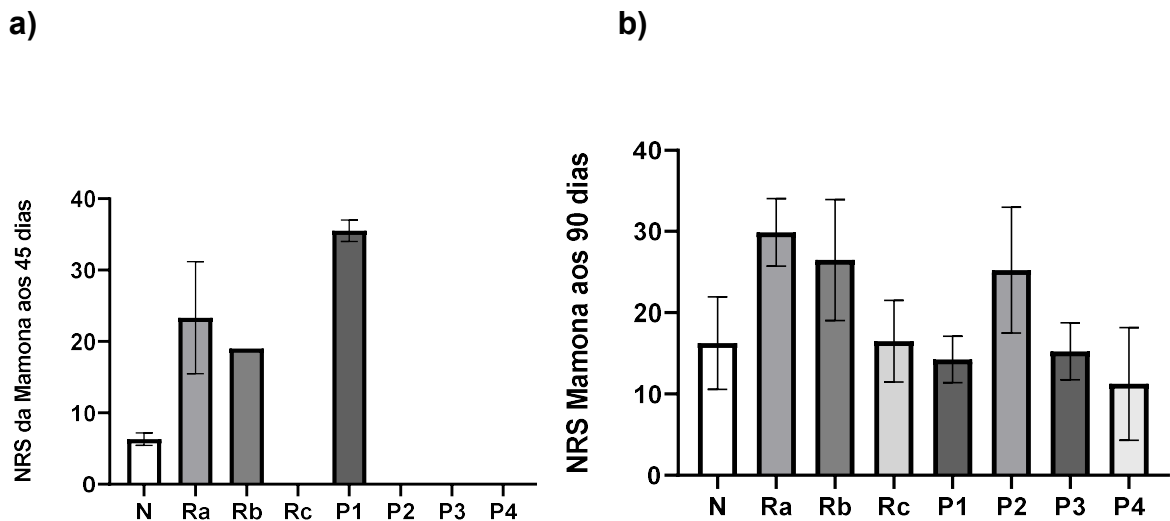 a)
NRS da Mamona aos 45 dias
40
30
20
10
0
N Ra Rb Rc P1 P2 P3 P4
b)
NRS Mamona aos 90 dias
40
30
20
10
0
N Ra Rb Rc P1 P2 P3 P4